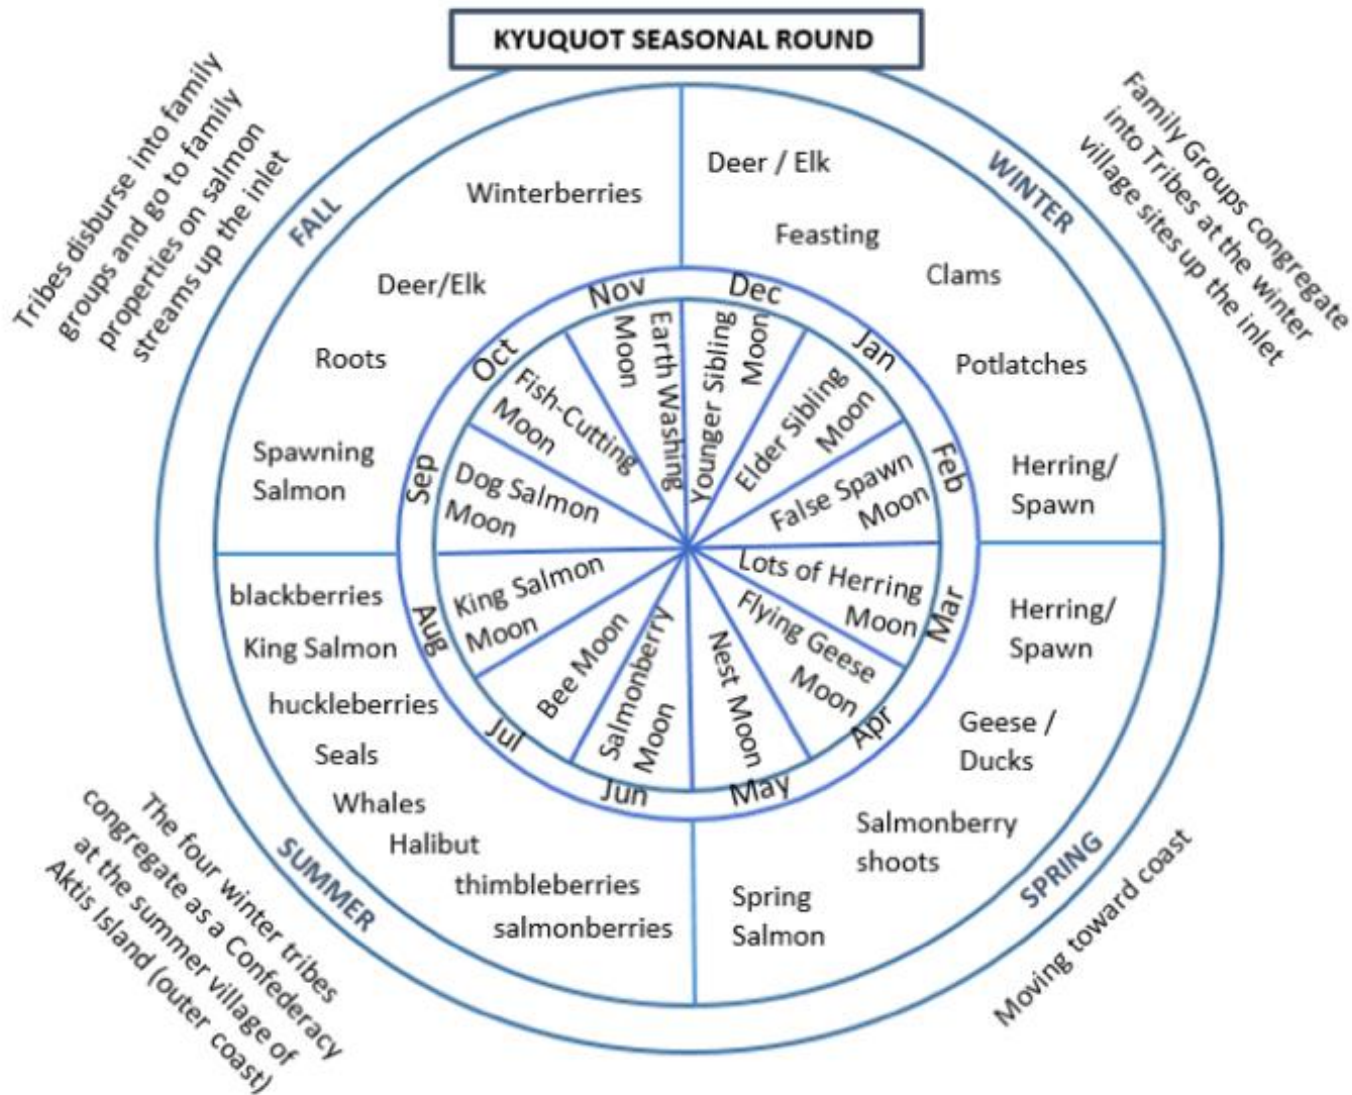 KYUQUOT SEASONAL ROUND
Tribes disburse into family
groups and go to family
properties on salmon
streams up the inlet
Family Groups congregate
into Tribes at the winter
village sites up the inlet
FALL
WINTER
Winterberries
Deer/Elk
Roots
Spawning
Salmon
Deer / Elk
Feasting
Clams
Potlatches
Herring/
Spawn
Nov
Dec
Jan
Feb
Mar
Apr
May
Jun
Jul
Aug
Sep
Oct
Earth Washing
Moon
Younger Sibling
Moon
Elder Sibling
Moon
False Spawn
Moon
Lots of Herring
Moon
Flying Geese
Moon
Nest Moon
Salmonberry
Moon
Bee Moon
King Salmon
Moon
Dog Salmon
Moon
Fish-Cutting
Moon
blackberries
King Salmon
huckleberries
Seals
Whales
Halibut
thimbleberries
salmonberries
Herring/
Spawn
Geese /
Ducks
Salmonberry
shoots
Spring
Salmon
SUMMER
SPRING
The four winter tribes
congregate as a Confederacy
at the summer village of
Aktis Island (outer coast)
Moving toward coast